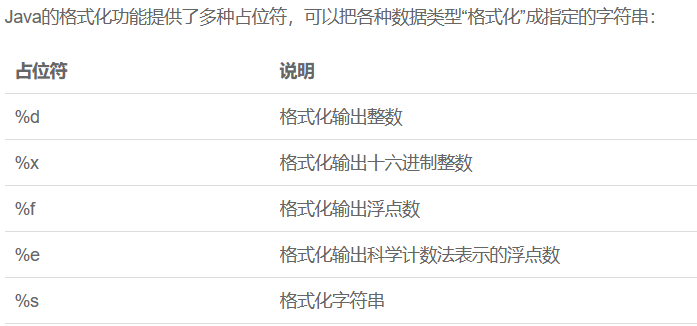 Java的格式化功能提供了多种占位符，可以把各种数据类型“格式化”成指定的字符串：
占位符 说明
%d 格式化输出整数
%x 格式化输出十六进制整数
%f 格式化输出浮点数
%e 格式化输出科学计数法表示的浮点数
%s 格式化字符串